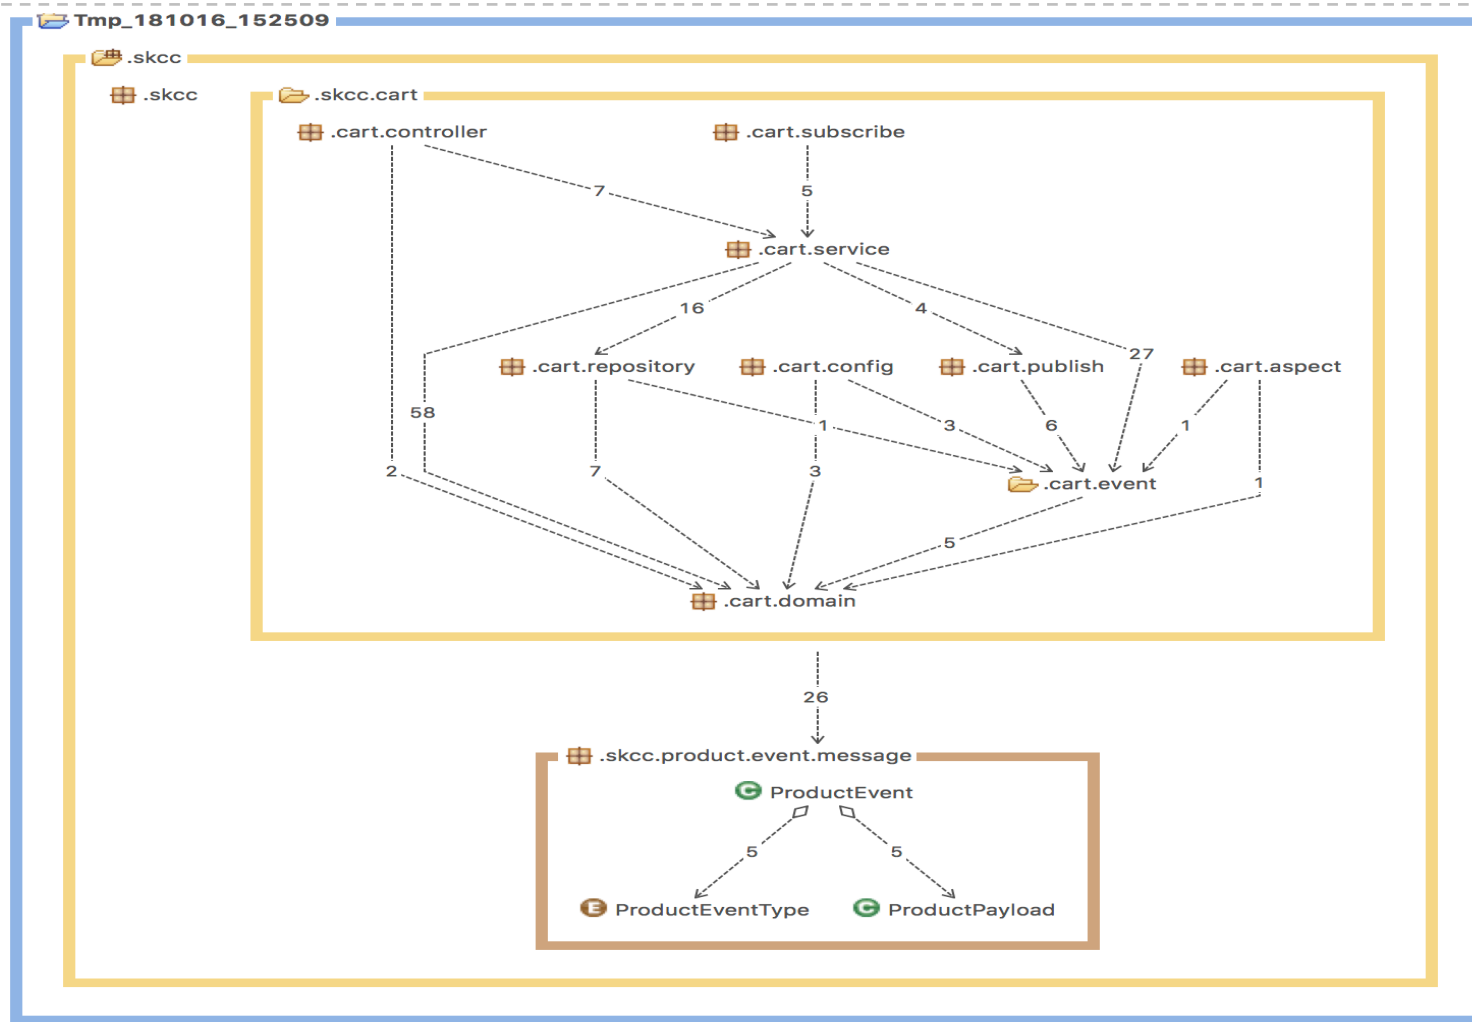 Tmp_181016_152509
.skcc
.skcc
.skcc.cart
.cart.controller
.cart.subscribe
7
5
.cart.service
16
4
27
.cart.repository
.cart.config
.cart.publish
.cart.aspect
58
1
3
6
1
2
7
3
.cart.event
1
5
.cart.domain
26
.skcc.product.event.message
C ProductEvent
5
5
E ProductEventType
C ProductPayload